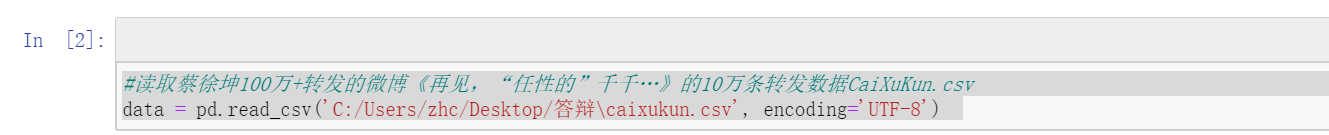 In [2]:
#读取蔡徐坤100万+转发的微博《再见，“任性的”千千…》的10万条转发数据CaiXuKun.csv
data = pd.read_csv('C:/Users/zhc/Desktop/答辩\caixukun.csv', encoding='UTF-8')